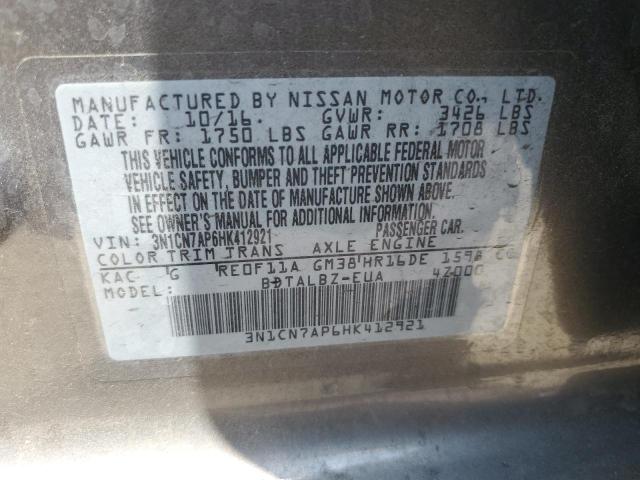 MANUFACTURED BY NISSAN MOTOR CO., LTD.
DATE: 10/16. GVWR: 3426 LBS
GAWR FR: 1750 LBS GAWR RR: 1708 LBS
THIS VEHICLE CONFORMS TO ALL APPLICABLE FEDERAL MOTOR
VEHICLE SAFETY, BUMPER AND THEFT PREVENTION STANDARDS
IN EFFECT ON THE DATE OF MANUFACTURE SHOWN ABOVE.
SEE OWNER'S MANUAL FOR ADDITIONAL INFORMATION.
VIN: 3N1CN7AP6HK412921 PASSENGER CAR.
COLOR TRIM TRANS AXLE ENGINE
KAC G RE0F11A GM38 HR16DE 1598 CC
MODEL: BDTALBZ-EUA 4Z000
3N1CN7AP6HK412921